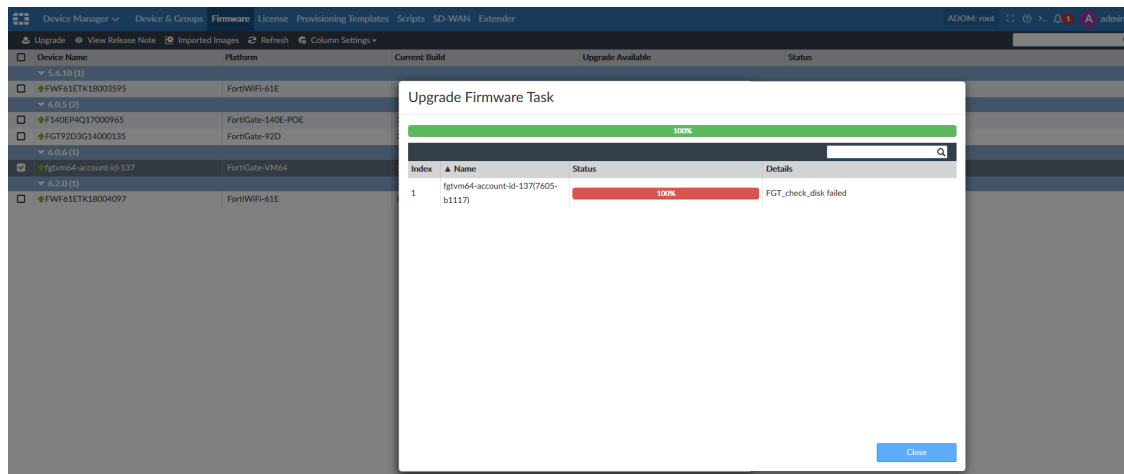 Device Manager Device & Groups Firmware License Provisioning Templates Scripts SD-WAN Extender ADOM: root 1 A admin
Upgrade View Release Note Imported Images Refresh Column Settings
Device Name Platform Current Build Upgrade Available Status
5.6.10 (1)
FWF61ETK18003595 FortiWiFi-61E
6.0.5 (2)
F140EP4Q17000965 FortiGate-140E-POE
FGT92D3G14000135 FortiGate-92D
6.0.6 (1)
fgtvm64-account-id-137 FortiGate-VM64
6.2.0 (1)
FWF61ETK18004097 FortiWiFi-61E
Upgrade Firmware Task
100%
Index ▲ Name Status Details
1 fgtvm64-account-id-137(7605-
b1117) 100% FGT_check_disk failed
Close